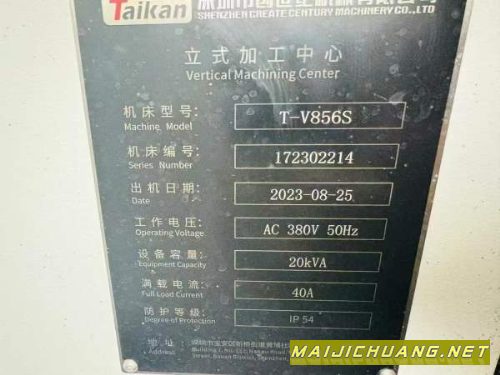 Taikan
SHENZHEN CREATE CENTURY MACHINERY CO.,LTD
立式加工中心
Vertical Machining Center
机床型号: T-V856S
Machine Model
机床编号: 172302214
Series Number
出机日期: 2023-08-25
Date
工作电压: AC 380V 50Hz
Operating Voltage
设备容量: 20kVA
Equipment Capacity
满载电流: 40A
Full Load Current
防护等级: IP 54
Degree of Protection
地 址:
Address
MAIJICHUANG.NET